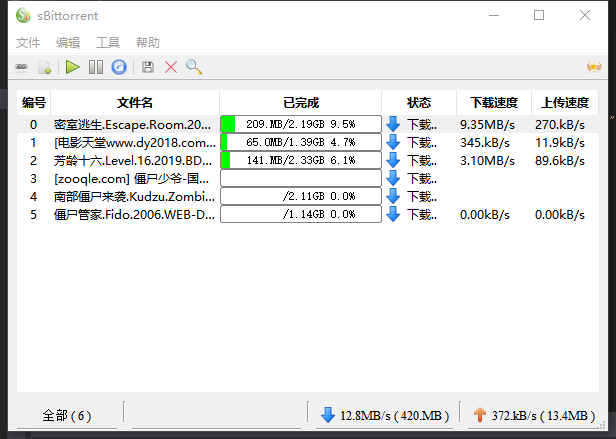 sBittorrent
文件 编辑 工具 帮助
编号 文件名 已完成 状态 下载速度 上传速度
0 密室逃生.Escape.Room.20... 209.MB/2.19GB 9.5% 下载.. 9.35MB/s 270.kB/s
1 [电影天堂www.dy2018.com... 65.0MB/1.39GB 4.7% 下载.. 345.kB/s 11.9kB/s
2 芳龄十六.Level.16.2019.BD... 141.MB/2.33GB 6.1% 下载.. 3.10MB/s 89.6kB/s
3 [zooqle.com] 僵尸少爷-国... 下载..
4 南部僵尸来袭.Kudzu.Zombi... /2.11GB 0.0% 下载..
5 僵尸管家.Fido.2006.WEB-D... /1.14GB 0.0% 下载.. 0.00kB/s 0.00kB/s
全部 ( 6 ) 12.8MB/s ( 420.MB ) 372.kB/s ( 13.4MB )